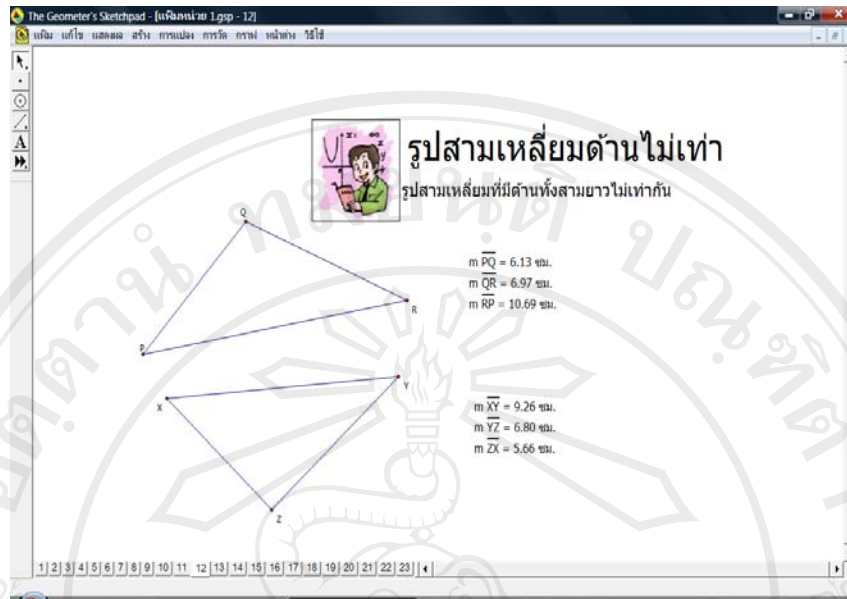 The Geometer's Sketchpad - [แฟ้มหน่วย 1.gsp - 12]
แฟ้ม แก้ไข แสดงผล สร้าง การแปลง การวัด กราฟ หน้าต่าง วิธีใช้
A
รูปสามเหลี่ยมด้านไม่เท่า
รูปสามเหลี่ยมที่มีด้านทั้งสามยาวไม่เท่ากัน
Q
m PQ = 6.13 ซม.
m QR = 6.97 ซม.
m RP = 10.69 ซม.
R
P
X
Y
m XY = 9.26 ซม.
m YZ = 6.80 ซม.
m ZX = 5.66 ซม.
Z
1 2 3 4 5 6 7 8 9 10 11 12 13 14 15 16 17 18 19 20 21 22 23